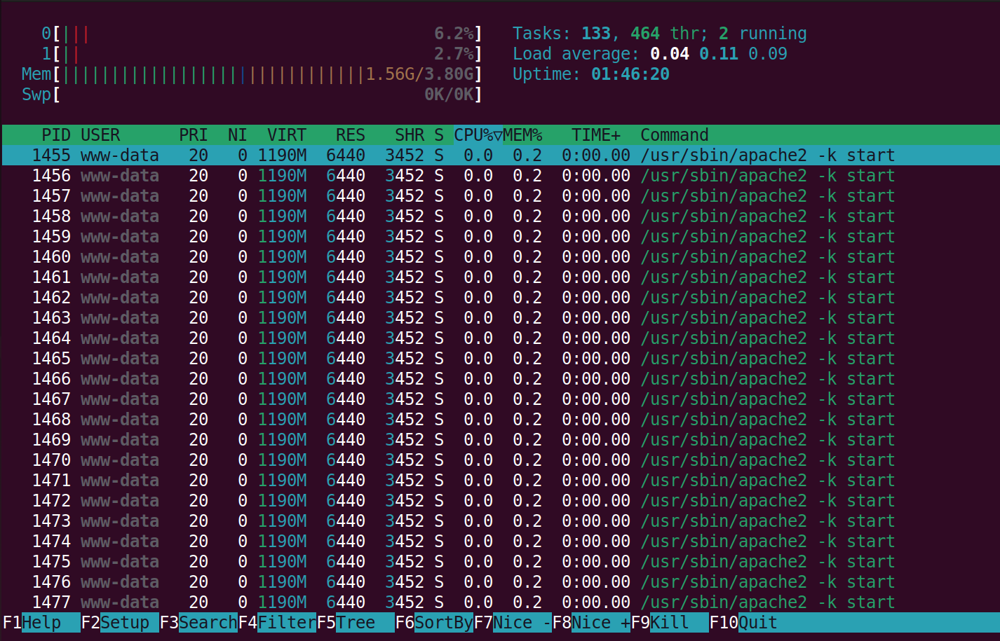 0[||| 6.2%] Tasks: 133, 464 thr; 2 running
1[|| 2.7%] Load average: 0.04 0.11 0.09
Mem[|||||||||||||||||||||||||||||||1.56G/3.80G] Uptime: 01:46:20
Swp[ 0K/0K]
PID USER PRI NI VIRT RES SHR S CPU%▽MEM% TIME+ Command
1455 www-data 20 0 1190M 6440 3452 S 0.0 0.2 0:00.00 /usr/sbin/apache2 -k start
1456 www-data 20 0 1190M 6440 3452 S 0.0 0.2 0:00.00 /usr/sbin/apache2 -k start
1457 www-data 20 0 1190M 6440 3452 S 0.0 0.2 0:00.00 /usr/sbin/apache2 -k start
1458 www-data 20 0 1190M 6440 3452 S 0.0 0.2 0:00.00 /usr/sbin/apache2 -k start
1459 www-data 20 0 1190M 6440 3452 S 0.0 0.2 0:00.00 /usr/sbin/apache2 -k start
1460 www-data 20 0 1190M 6440 3452 S 0.0 0.2 0:00.00 /usr/sbin/apache2 -k start
1461 www-data 20 0 1190M 6440 3452 S 0.0 0.2 0:00.00 /usr/sbin/apache2 -k start
1462 www-data 20 0 1190M 6440 3452 S 0.0 0.2 0:00.00 /usr/sbin/apache2 -k start
1463 www-data 20 0 1190M 6440 3452 S 0.0 0.2 0:00.00 /usr/sbin/apache2 -k start
1464 www-data 20 0 1190M 6440 3452 S 0.0 0.2 0:00.00 /usr/sbin/apache2 -k start
1465 www-data 20 0 1190M 6440 3452 S 0.0 0.2 0:00.00 /usr/sbin/apache2 -k start
1466 www-data 20 0 1190M 6440 3452 S 0.0 0.2 0:00.00 /usr/sbin/apache2 -k start
1467 www-data 20 0 1190M 6440 3452 S 0.0 0.2 0:00.00 /usr/sbin/apache2 -k start
1468 www-data 20 0 1190M 6440 3452 S 0.0 0.2 0:00.00 /usr/sbin/apache2 -k start
1469 www-data 20 0 1190M 6440 3452 S 0.0 0.2 0:00.00 /usr/sbin/apache2 -k start
1470 www-data 20 0 1190M 6440 3452 S 0.0 0.2 0:00.00 /usr/sbin/apache2 -k start
1471 www-data 20 0 1190M 6440 3452 S 0.0 0.2 0:00.00 /usr/sbin/apache2 -k start
1472 www-data 20 0 1190M 6440 3452 S 0.0 0.2 0:00.00 /usr/sbin/apache2 -k start
1473 www-data 20 0 1190M 6440 3452 S 0.0 0.2 0:00.00 /usr/sbin/apache2 -k start
1474 www-data 20 0 1190M 6440 3452 S 0.0 0.2 0:00.00 /usr/sbin/apache2 -k start
1475 www-data 20 0 1190M 6440 3452 S 0.0 0.2 0:00.00 /usr/sbin/apache2 -k start
1476 www-data 20 0 1190M 6440 3452 S 0.0 0.2 0:00.00 /usr/sbin/apache2 -k start
1477 www-data 20 0 1190M 6440 3452 S 0.0 0.2 0:00.00 /usr/sbin/apache2 -k start
F1Help F2Setup F3SearchF4FilterF5Tree F6SortByF7Nice -F8Nice +F9Kill F10Quit